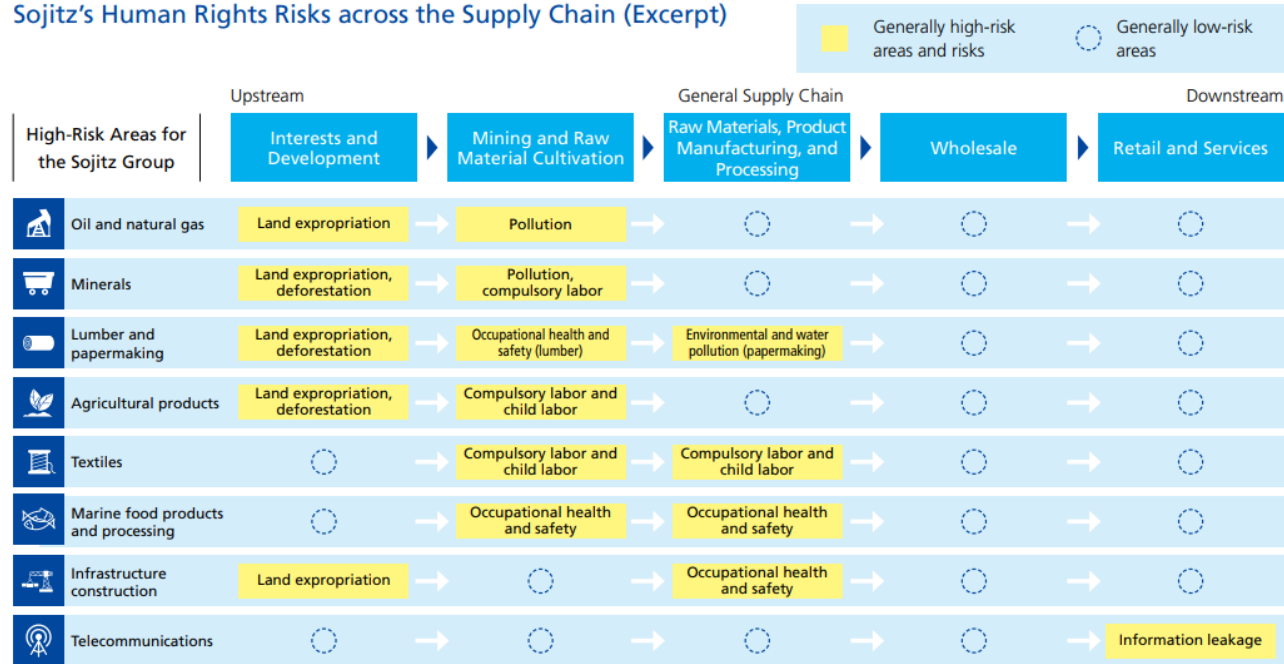 Sojitz's Human Rights Risks across the Supply Chain (Excerpt)
Generally high-risk
areas and risks
Generally low-risk
areas
Upstream
General Supply Chain
Downstream
High-Risk Areas for
the Sojitz Group
Interests and
Development
Mining and Raw
Material Cultivation
Raw Materials, Product
Manufacturing, and
Processing
Wholesale
Retail and Services
Oil and natural gas
Land expropriation
Pollution
Minerals
Land expropriation,
deforestation
Pollution,
compulsory labor
Lumber and
papermaking
Land expropriation,
deforestation
Occupational health and
safety (lumber)
Environmental and water
pollution (papermaking)
Agricultural products
Land expropriation,
deforestation
Compulsory labor and
child labor
Textiles
Compulsory labor and
child labor
Compulsory labor and
child labor
Marine food products
and processing
Occupational health
and safety
Occupational health
and safety
Infrastructure
construction
Land expropriation
Occupational health
and safety
Telecommunications
Information leakage